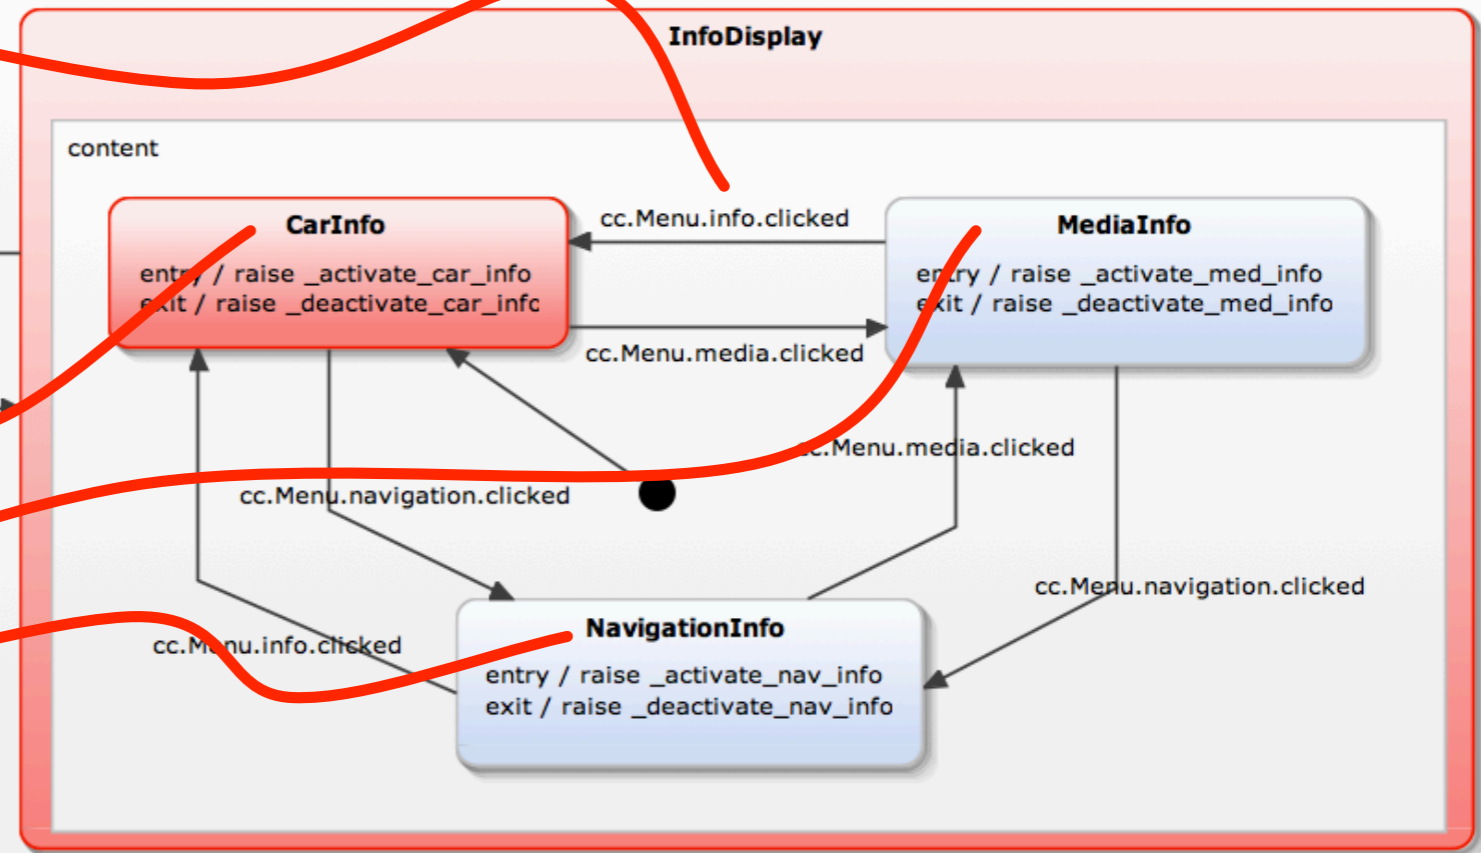 InfoDisplay
content
CarInfo
entry / raise _activate_car_info
exit / raise _deactivate_car_info
cc.Menu.info.clicked
cc.Menu.media.clicked
MediaInfo
entry / raise _activate_med_info
exit / raise _deactivate_med_info
cc.Menu.media.clicked
cc.Menu.navigation.clicked
cc.Menu.navigation.clicked
cc.Menu.info.clicked
NavigationInfo
entry / raise _activate_nav_info
exit / raise _deactivate_nav_info